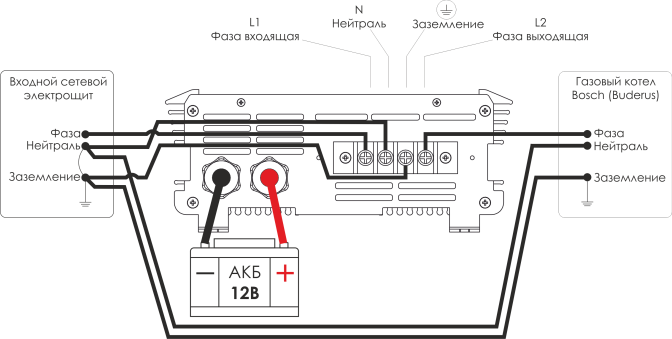 L1
Фаза входящая
N
Нейтраль
Заземление
L2
Фаза выходящая
Входной сетевой
электрощит
Фаза
Нейтраль
Заземление
Газовый котел
Bosch (Buderus)
Фаза
Нейтраль
Заземление
− АКБ +
12В